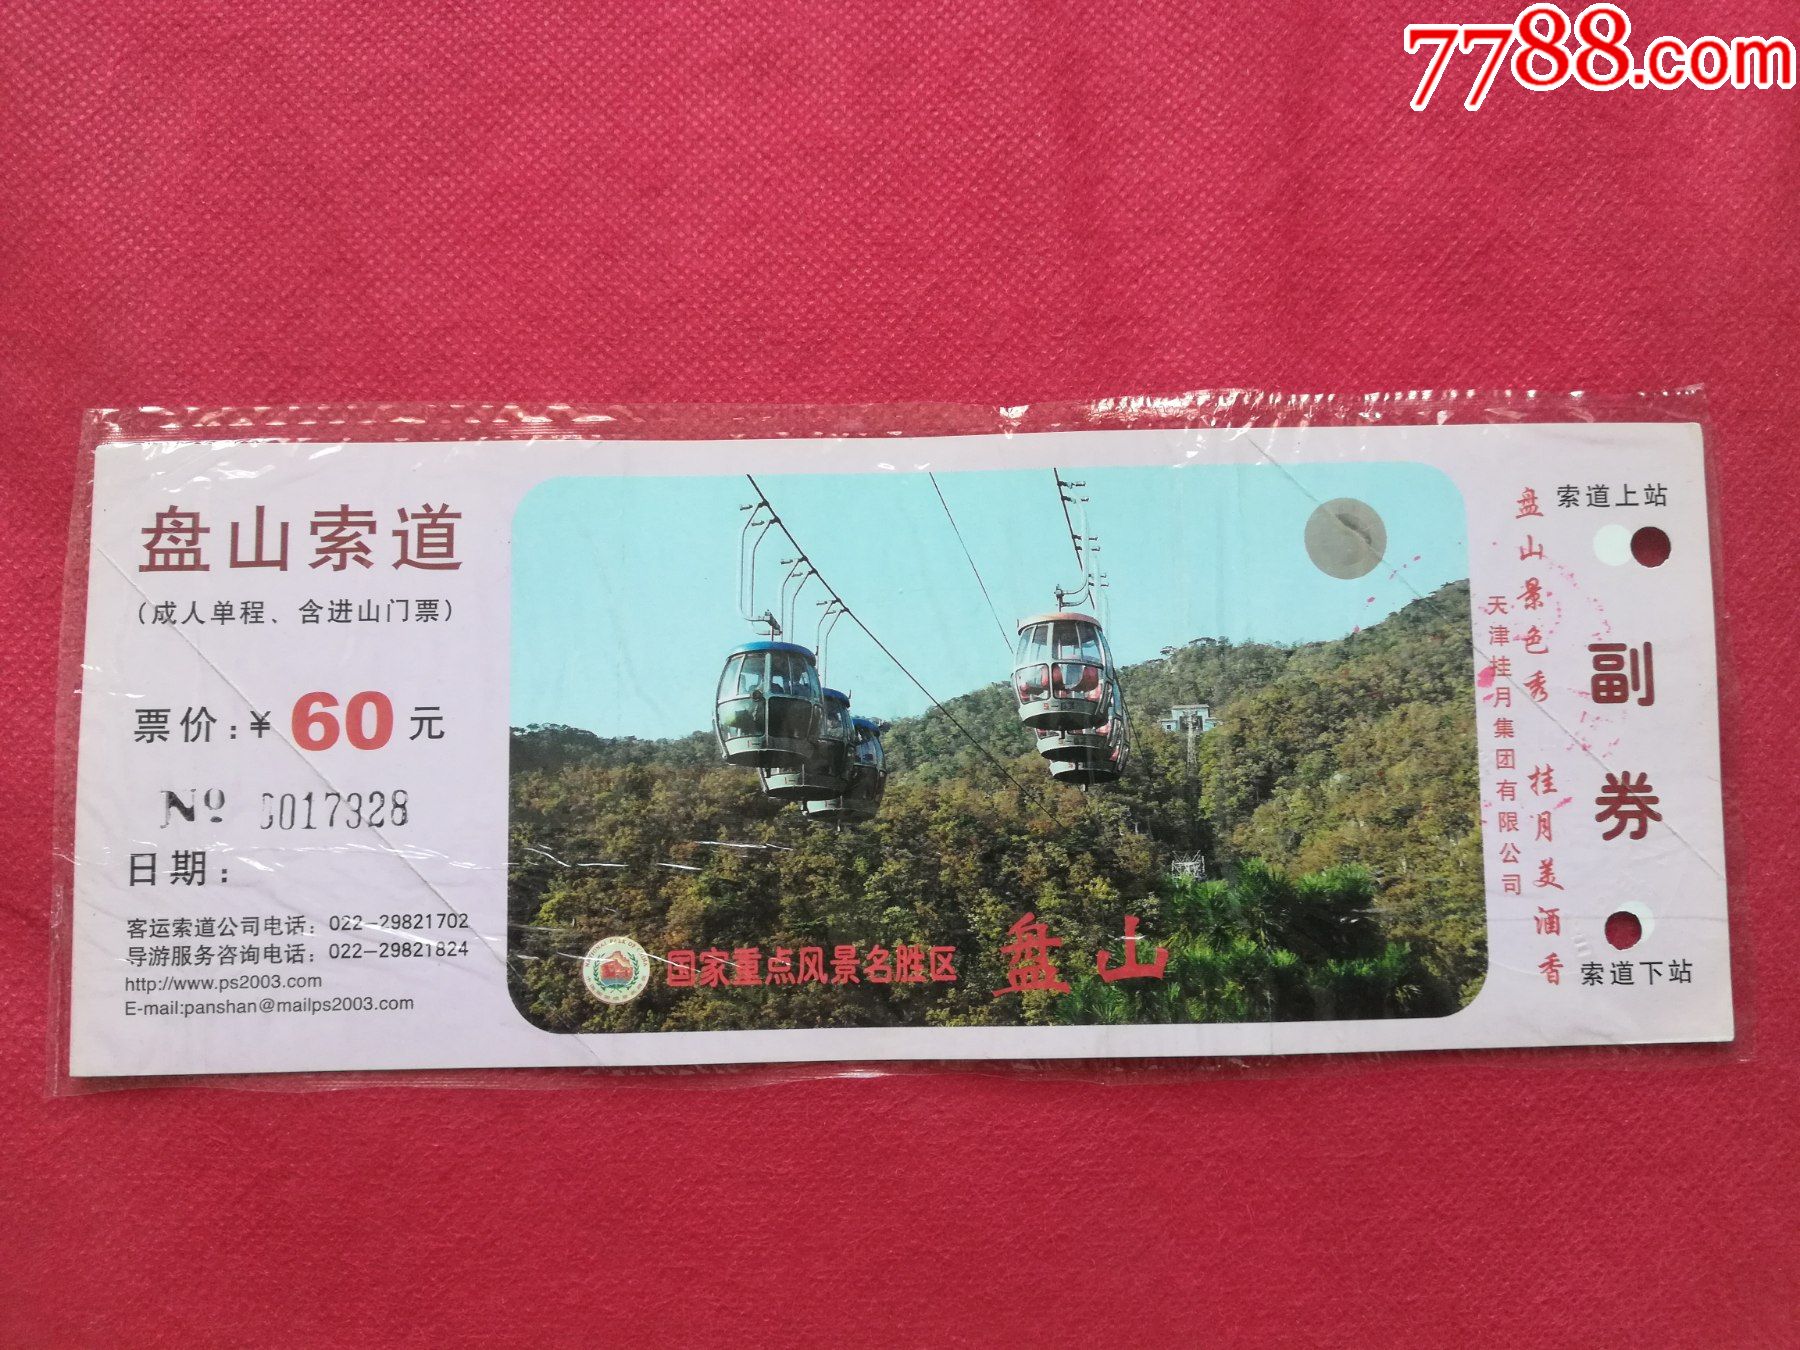 7788.com
盘山索道
(成人单程、含进山门票)
票价:¥60元
Nº 0017328
日期:
客运索道公司电话:022-29821702
导游服务咨询电话:022-29821824
http://www.ps2003.com
E-mail:panshan@mailps2003.com
国家重点风景名胜区 盘山
天津挂月集团有限公司
盘山景色秀 挂月美酒香
索道上站
副券
索道下站